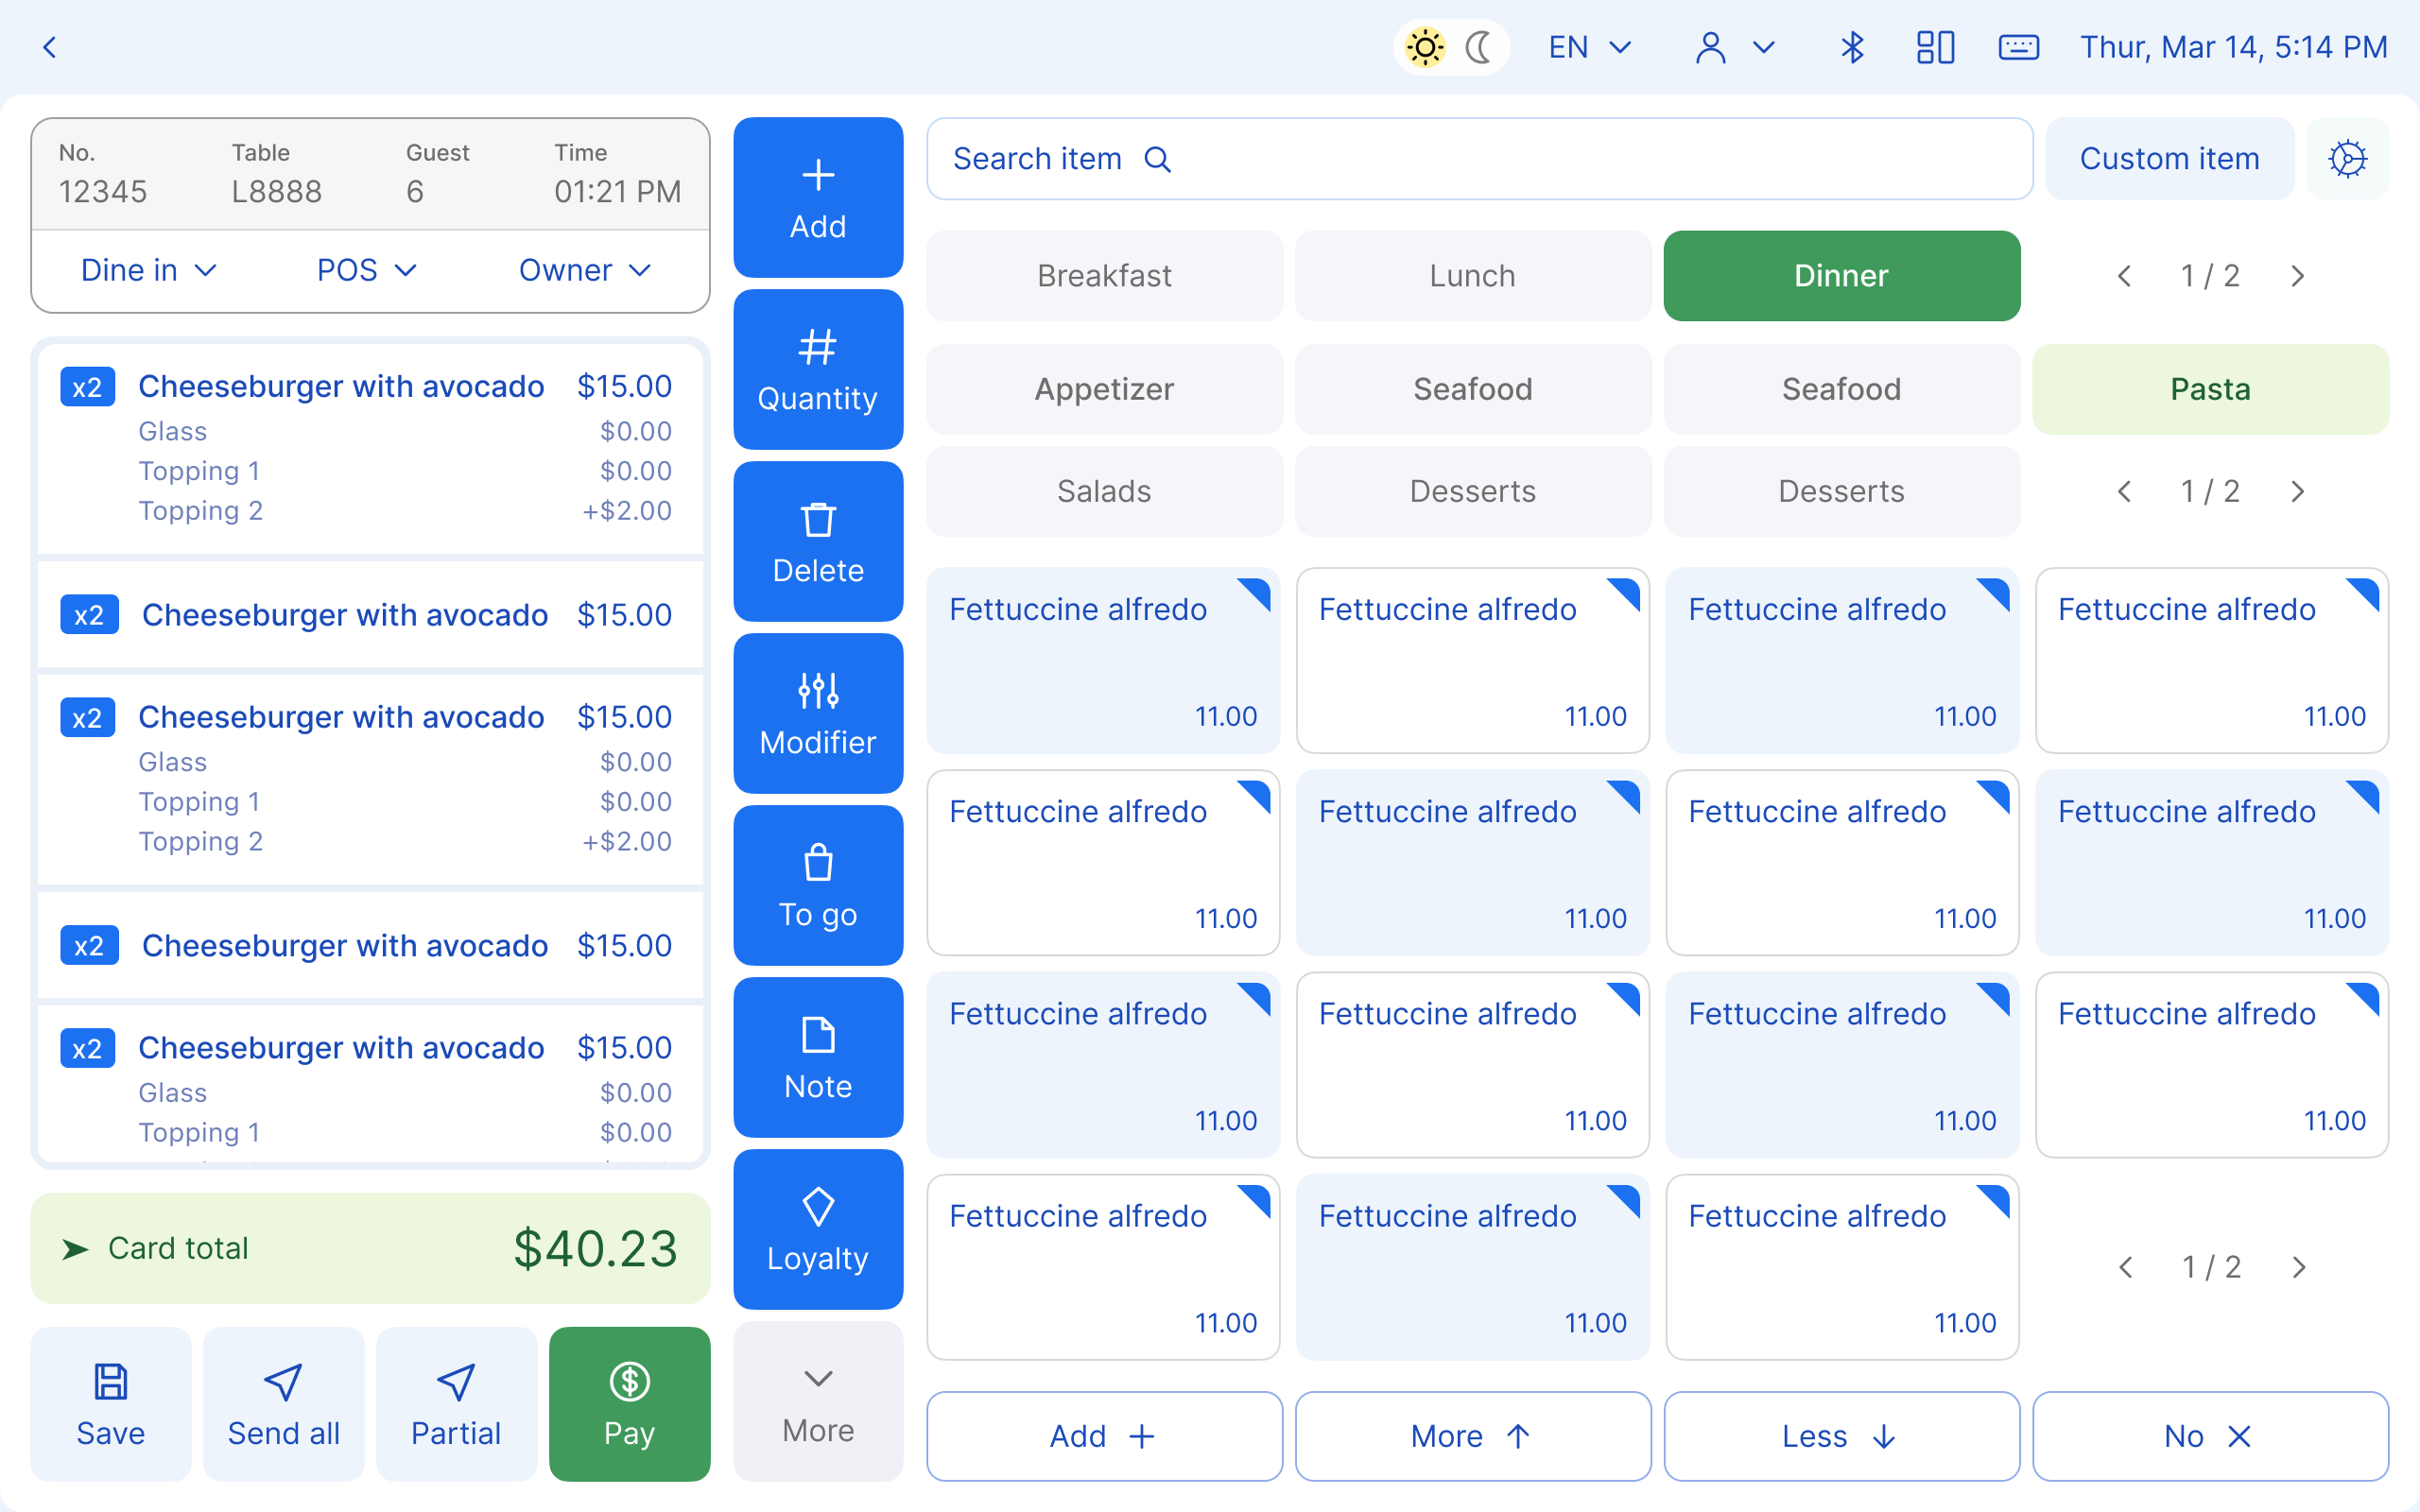 EN
Thur, Mar 14, 5:14 PM
No. Table Guest Time
12345 L8888 6 01:21 PM
Dine in POS Owner
x2 Cheeseburger with avocado $15.00
Glass $0.00
Topping 1 $0.00
Topping 2 +$2.00
x2 Cheeseburger with avocado $15.00
x2 Cheeseburger with avocado $15.00
Glass $0.00
Topping 1 $0.00
Topping 2 +$2.00
x2 Cheeseburger with avocado $15.00
x2 Cheeseburger with avocado $15.00
Glass $0.00
Topping 1 $0.00
Card total $40.23
Save Send all Partial Pay
Add
Quantity
Delete
Modifier
To go
Note
Loyalty
More
Search item
Custom item
Breakfast Lunch Dinner 1 / 2
Appetizer Seafood Seafood Pasta
Salads Desserts Desserts 1 / 2
Fettuccine alfredo Fettuccine alfredo Fettuccine alfredo Fettuccine alfredo
11.00 11.00 11.00 11.00
Fettuccine alfredo Fettuccine alfredo Fettuccine alfredo Fettuccine alfredo
11.00 11.00 11.00 11.00
Fettuccine alfredo Fettuccine alfredo Fettuccine alfredo Fettuccine alfredo
11.00 11.00 11.00 11.00
Fettuccine alfredo Fettuccine alfredo Fettuccine alfredo
1 / 2
11.00 11.00 11.00
Add More Less No